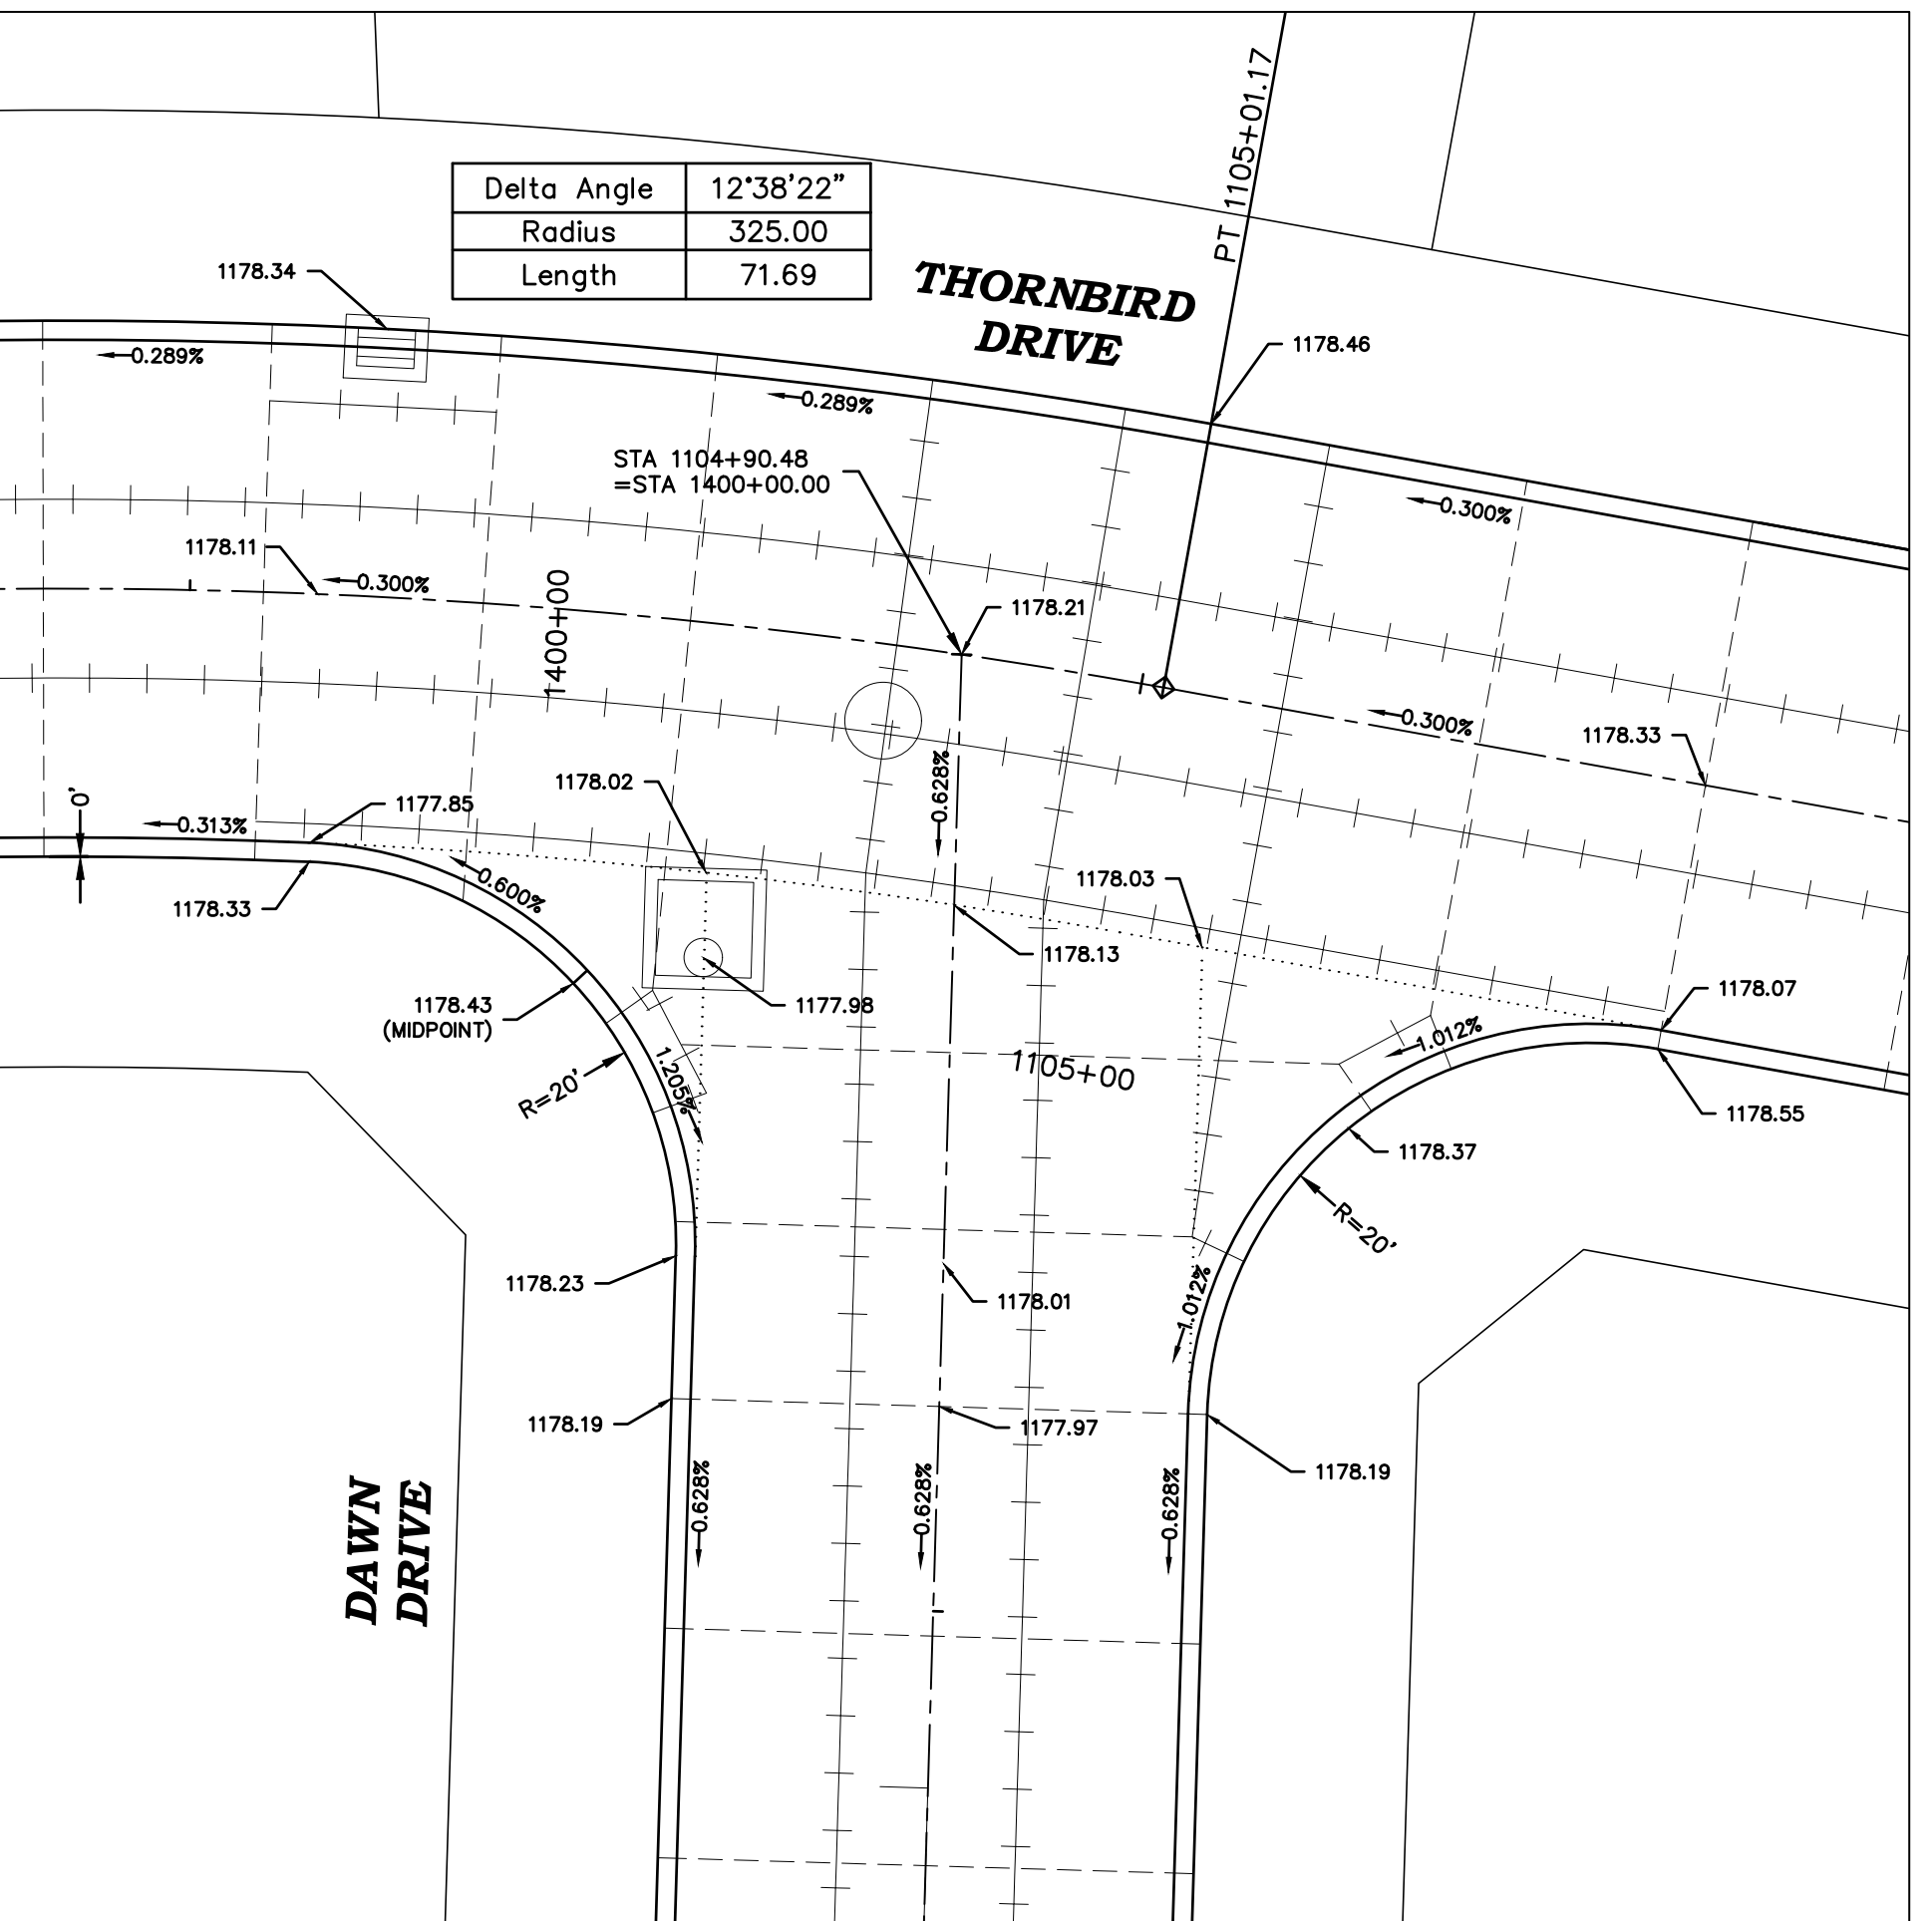 PT 1105+01.17
Delta Angle 12°38'22"
Radius 325.00
Length 71.69
THORNBIRD
DRIVE
1178.34
1178.46
0.289%
0.289%
STA 1104+90.48
=STA 1400+00.00
0.300%
1178.11
0.300%
1400+00
1178.21
0.300%
1178.33
1178.02
0.628%
0'
1177.85
0.313%
0.600%
1178.03
1178.33
1178.13
1178.07
1178.43
(MIDPOINT)
1177.98
1.012%
1105+00
1.205%
R=20'
1178.55
1178.37
R=20'
1178.23
1178.01
1.012%
1178.19
1177.97
1178.19
0.628%
0.628%
0.628%
DAWN
DRIVE